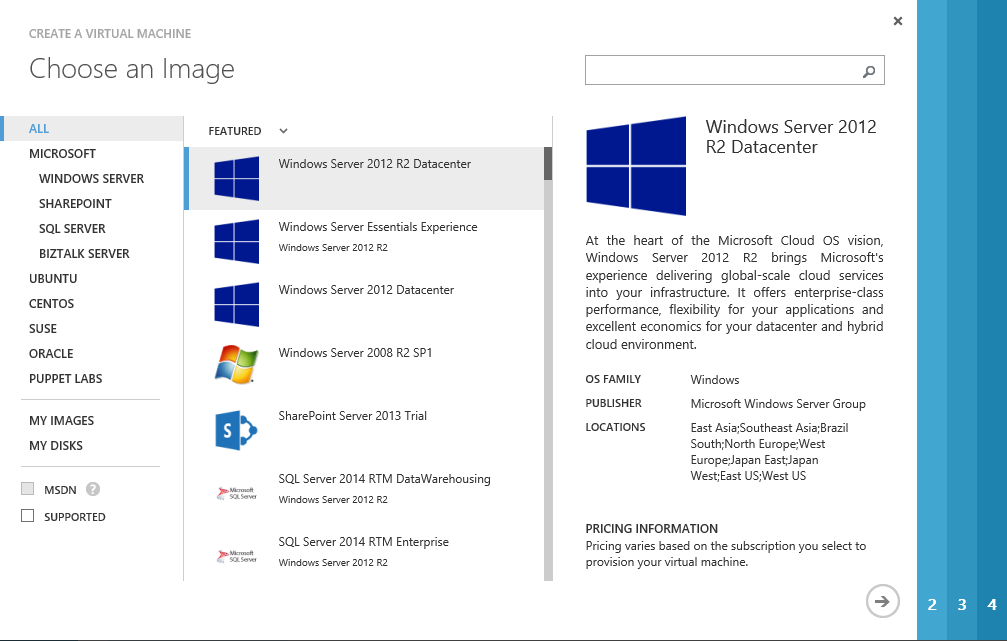 CREATE A VIRTUAL MACHINE
Choose an Image
ALL
MICROSOFT
WINDOWS SERVER
SHAREPOINT
SQL SERVER
BIZTALK SERVER
UBUNTU
CENTOS
SUSE
ORACLE
PUPPET LABS
MY IMAGES
MY DISKS
MSDN ?
SUPPORTED
FEATURED
Windows Server 2012 R2 Datacenter
Windows Server Essentials Experience
Windows Server 2012 R2
Windows Server 2012 Datacenter
Windows Server 2008 R2 SP1
S
SharePoint Server 2013 Trial
Microsoft
SQL Server
SQL Server 2014 RTM DataWarehousing
Windows Server 2012 R2
Microsoft
SQL Server
SQL Server 2014 RTM Enterprise
Windows Server 2012 R2
Windows Server 2012
R2 Datacenter
At the heart of the Microsoft Cloud OS vision,
Windows Server 2012 R2 brings Microsoft's
experience delivering global-scale cloud services
into your infrastructure. It offers enterprise-class
performance, flexibility for your applications and
excellent economics for your datacenter and hybrid
cloud environment.
OS FAMILY Windows
PUBLISHER Microsoft Windows Server Group
LOCATIONS East Asia;Southeast Asia;Brazil
South;North Europe;West
Europe;Japan East;Japan
West;East US;West US
PRICING INFORMATION
Pricing varies based on the subscription you select to
provision your virtual machine.
2 3 4